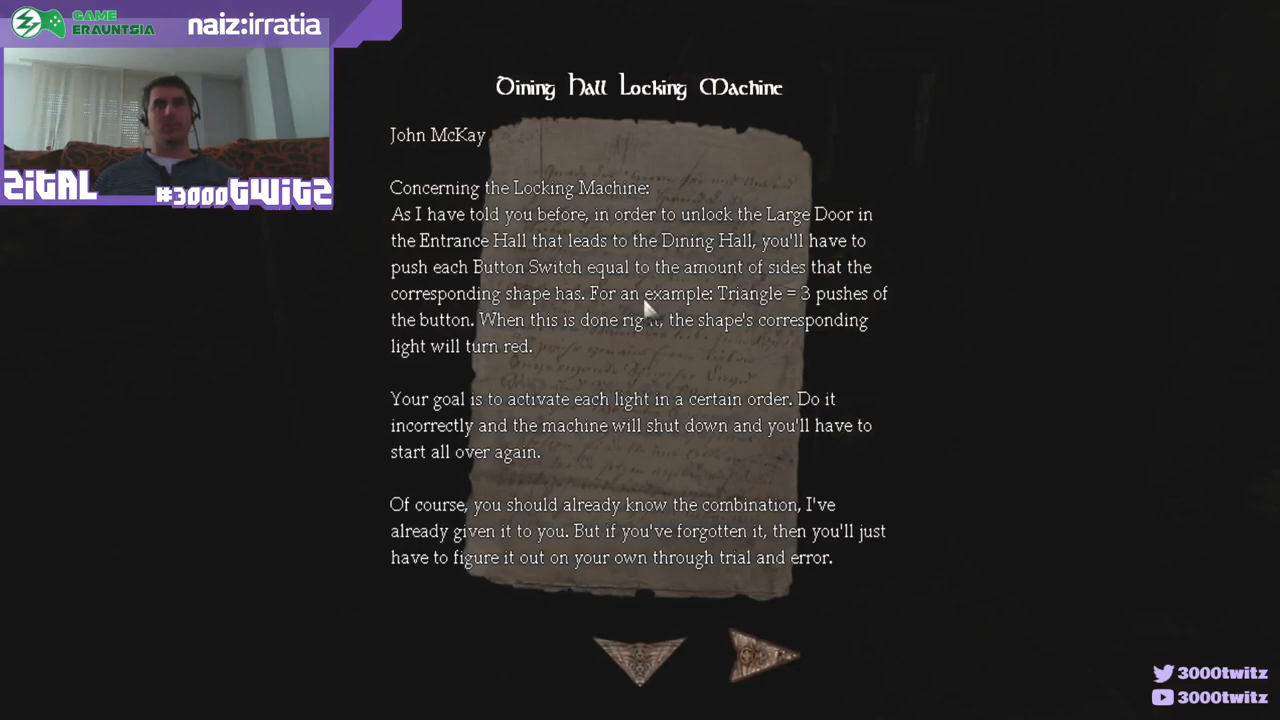 GAME
ERAUNTSIA
naiz:irratia
ZiTAL
#3000TWiTZ
Dining Hall Locking Machine
John McKay
Concerning the Locking Machine:
As I have told you before, in order to unlock the Large Door in
the Entrance Hall that leads to the Dining Hall, you'll have to
push each Button Switch equal to the amount of sides that the
corresponding shape has. For an example: Triangle = 3 pushes of
the button. When this is done right, the shape's corresponding
light will turn red.
Your goal is to activate each light in a certain order. Do it
incorrectly and the machine will shut down and you'll have to
start all over again.
Of course, you should already know the combination, I've
already given it to you. But if you've forgotten it, then you'll just
have to figure it out on your own through trial and error.
3000twitz
3000twitz